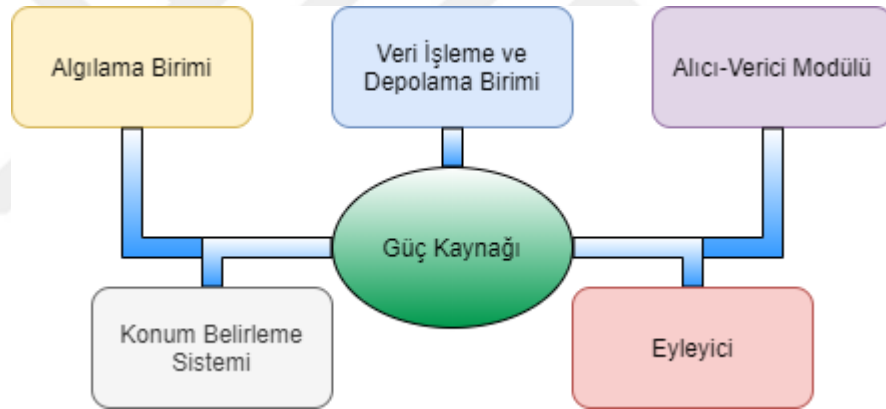 Algılama Birimi
Veri İşleme ve
Depolama Birimi
Alıcı-Verici Modülü
Güç Kaynağı
Konum Belirleme
Sistemi
Eyleyici